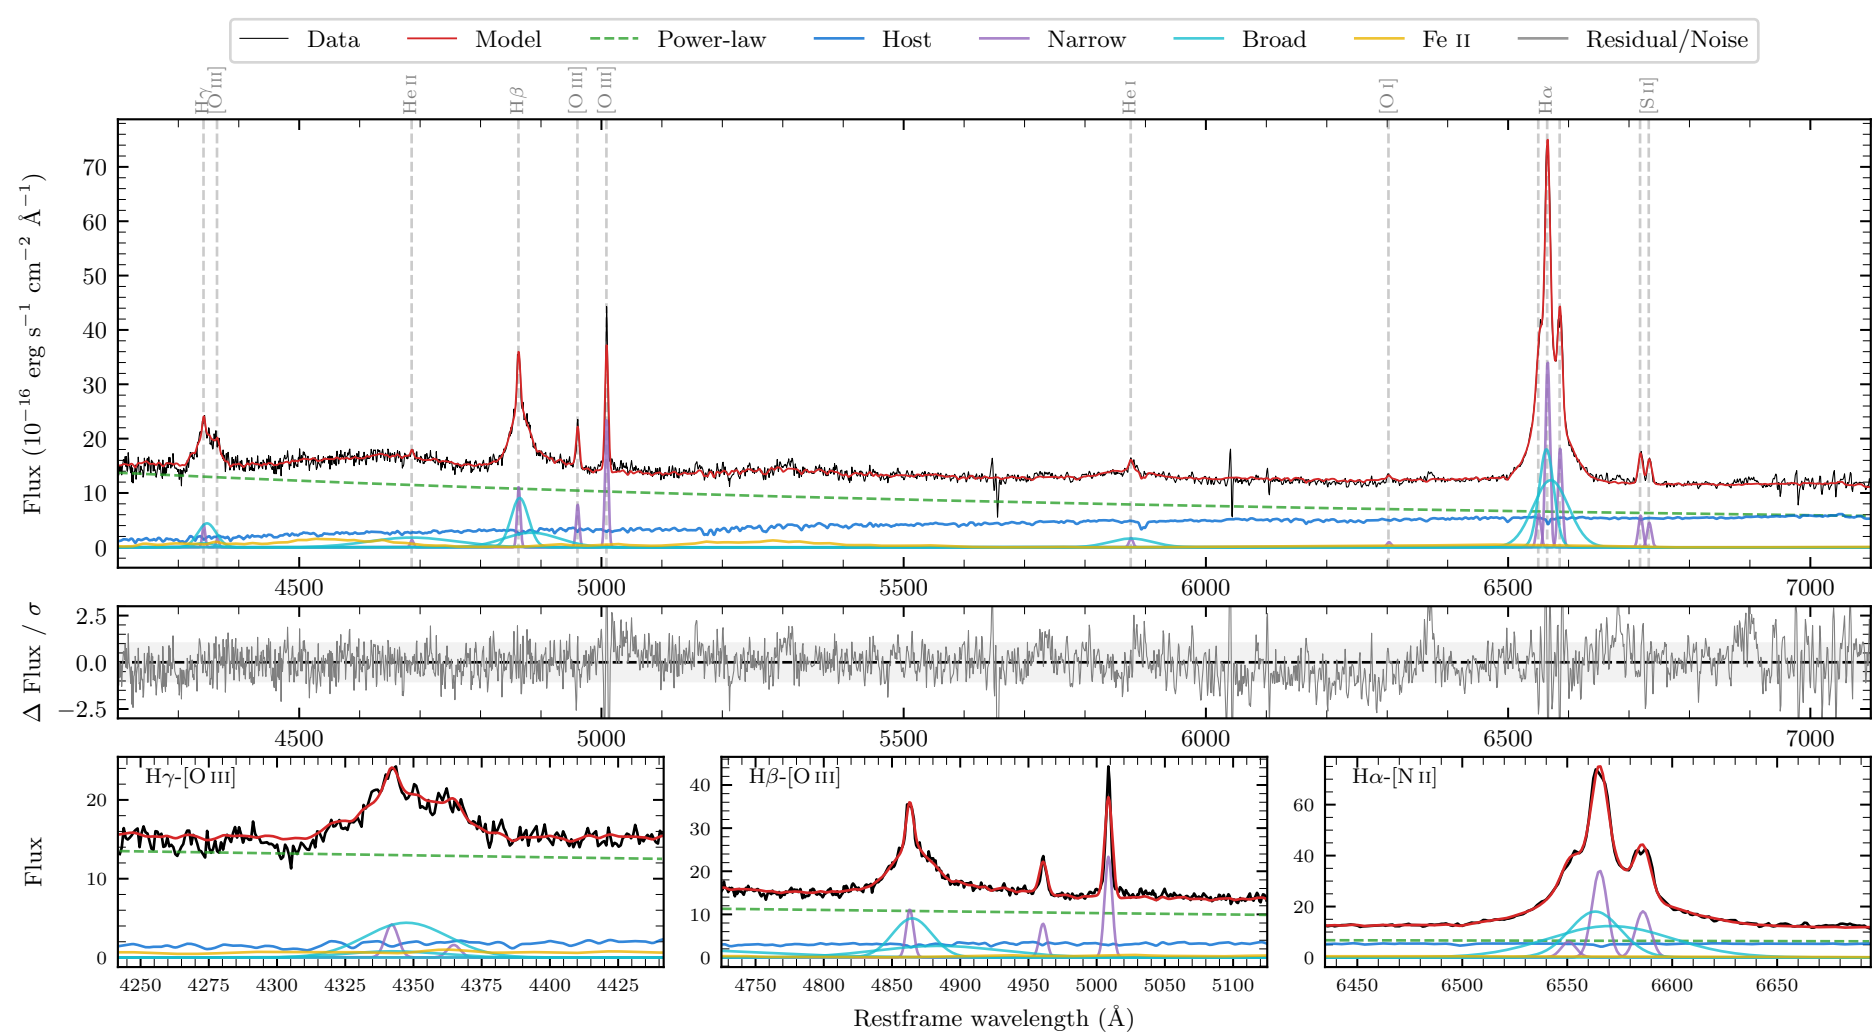 Data Model Power-law Host Narrow Broad Fe II Residual/Noise
Hγ [O III] He II Hβ [O III] [O III] He I [O I] Hα [S II]
Flux (10⁻¹⁶ erg s⁻¹ cm⁻² Å⁻¹)
70
60
50
40
30
20
10
0
4500 5000 5500 6000 6500 7000
Δ Flux / σ
2.5
0.0
−2.5
4500 5000 5500 6000 6500 7000
Flux
Hγ-[O III]
20
10
0
4250 4275 4300 4325 4350 4375 4400 4425
Hβ-[O III]
40
30
20
10
0
4750 4800 4850 4900 4950 5000 5050 5100
Hα-[N II]
60
40
20
0
6450 6500 6550 6600 6650
Restframe wavelength (Å)